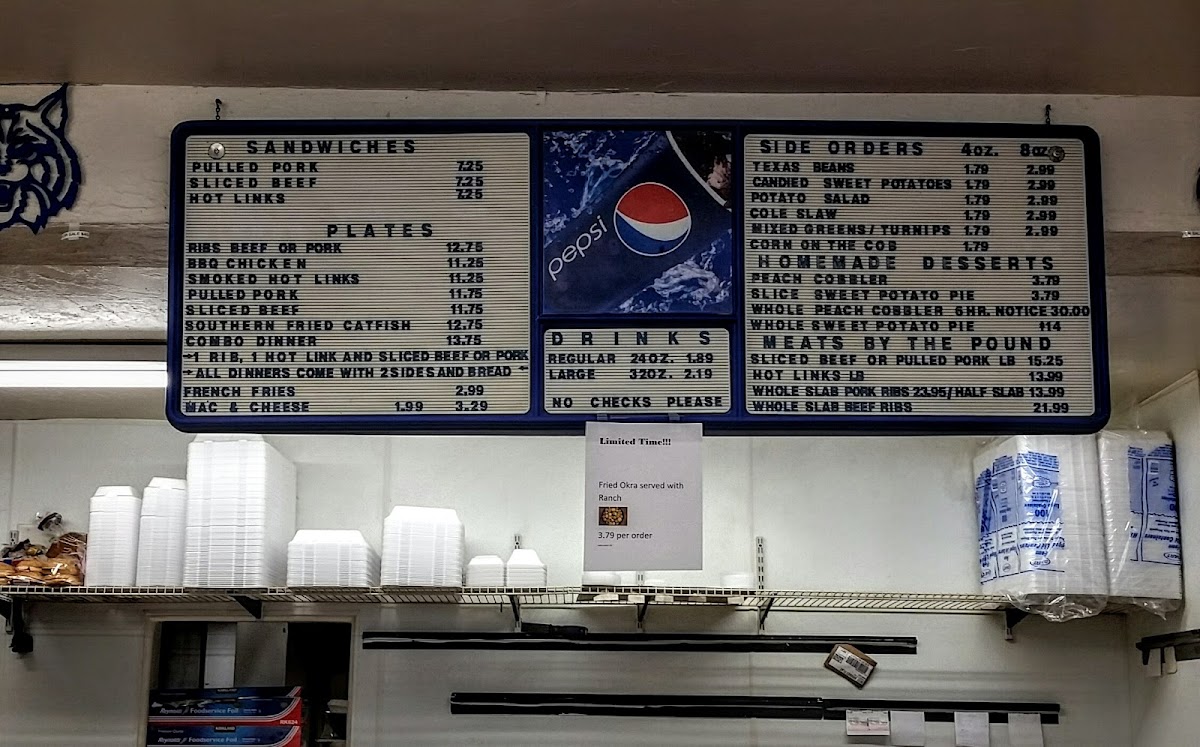 SANDWICHES
PULLED PORK 7.25
SLICED BEEF 7.25
HOT LINKS 7.25
PLATES
RIBS BEEF OR PORK 12.75
BBQ CHICKEN 11.25
SMOKED HOT LINKS 11.25
PULLED PORK 11.75
SLICED BEEF 11.75
SOUTHERN FRIED CATFISH 12.75
COMBO DINNER 13.75
1 RIB, 1 HOT LINK AND SLICED BEEF OR PORK
ALL DINNERS COME WITH 2 SIDES AND BREAD
FRENCH FRIES 2.99
MAC & CHEESE 1.99 3.29
pepsi
DRINKS
REGULAR 24OZ. 1.89
LARGE 32OZ. 2.19
NO CHECKS PLEASE
SIDE ORDERS 4oz. 8oz.
TEXAS BEANS 1.79 2.99
CANDIED SWEET POTATOES 1.79 2.99
POTATO SALAD 1.79 2.99
COLE SLAW 1.79 2.99
MIXED GREENS/TURNIPS 1.79 2.99
CORN ON THE COB 1.79
HOMEMADE DESSERTS
PEACH COBBLER 3.79
SLICE SWEET POTATO PIE 3.79
WHOLE PEACH COBBLER 6HR. NOTICE 30.00
WHOLE SWEET POTATO PIE $14
MEATS BY THE POUND
SLICED BEEF OR PULLED PORK LB 15.25
HOT LINKS LB 13.99
WHOLE SLAB PORK RIBS 23.95/HALF SLAB 13.99
WHOLE SLAB BEEF RIBS 21.99
Limited Time!!!
Fried Okra served with
Ranch
3.79 per order
Reynolds Foodservice Foil
Reynolds Foodservice Foil